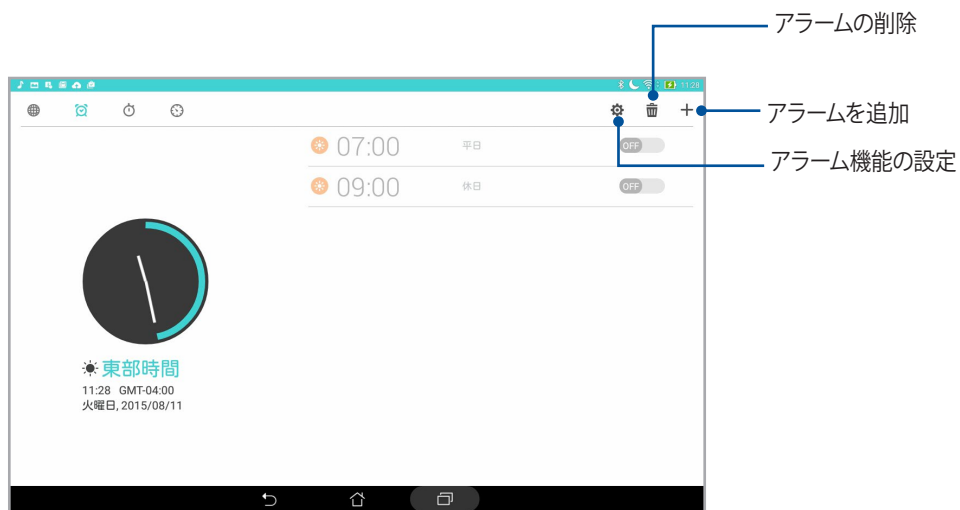 アラームの削除
11:28
アラームを追加
アラーム機能の設定
07:00 平日 OFF
09:00 休日 OFF
東部時間
11:28 GMT-04:00
火曜日, 2015/08/11